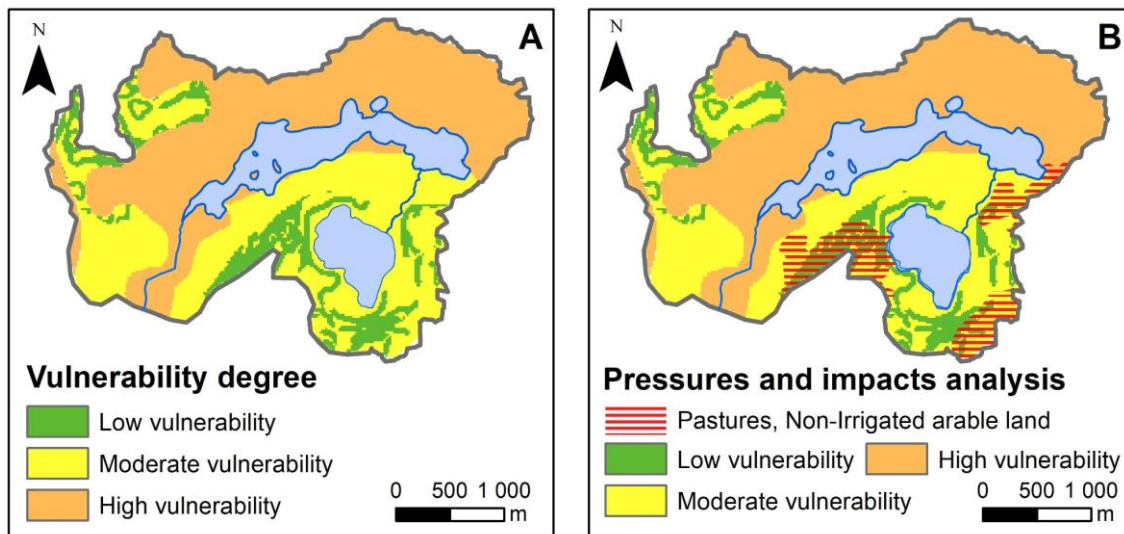 N
A
Vulnerability degree
Low vulnerability
Moderate vulnerability
High vulnerability
0 500 1 000
m
N
B
Pressures and impacts analysis
Pastures, Non-Irrigated arable land
Low vulnerability High vulnerability
Moderate vulnerability
0 500 1 000
m